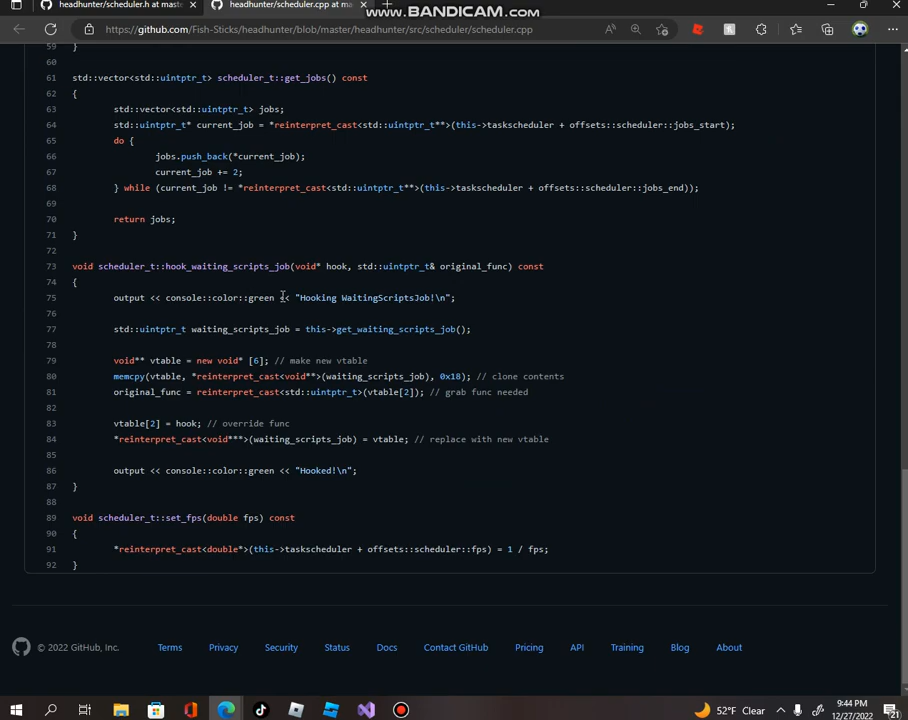 headhunter/scheduler.h at master
headhunter/scheduler.cpp at ma
www.BANDICAM.com
https://github.com/Fish-Sticks/headhunter/blob/master/headhunter/src/scheduler/scheduler.cpp
59 }
60
61 std::vector<std::uintptr_t> scheduler_t::get_jobs() const
62 {
63 std::vector<std::uintptr_t> jobs;
64 std::uintptr_t* current_job = *reinterpret_cast<std::uintptr_t**>(this->taskscheduler + offsets::scheduler::jobs_start);
65 do {
66 jobs.push_back(*current_job);
67 current_job += 2;
68 } while (current_job != *reinterpret_cast<std::uintptr_t**>(this->taskscheduler + offsets::scheduler::jobs_end));
69
70 return jobs;
71 }
72
73 void scheduler_t::hook_waiting_scripts_job(void* hook, std::uintptr_t& original_func) const
74 {
75 output << console::color::green << "Hooking WaitingScriptsJob!\n";
76
77 std::uintptr_t waiting_scripts_job = this->get_waiting_scripts_job();
78
79 void** vtable = new void* [6]; // make new vtable
80 memcpy(vtable, *reinterpret_cast<void**>(waiting_scripts_job), 0x18); // clone contents
81 original_func = reinterpret_cast<std::uintptr_t>(vtable[2]); // grab func needed
82
83 vtable[2] = hook; // override func
84 *reinterpret_cast<void***>(waiting_scripts_job) = vtable; // replace with new vtable
85
86 output << console::color::green << "Hooked!\n";
87 }
88
89 void scheduler_t::set_fps(double fps) const
90 {
91 *reinterpret_cast<double*>(this->taskscheduler + offsets::scheduler::fps) = 1 / fps;
92 }
© 2022 GitHub, Inc. Terms Privacy Security Status Docs Contact GitHub Pricing API Training Blog About
52°F Clear
9:44 PM
12/27/2022
21